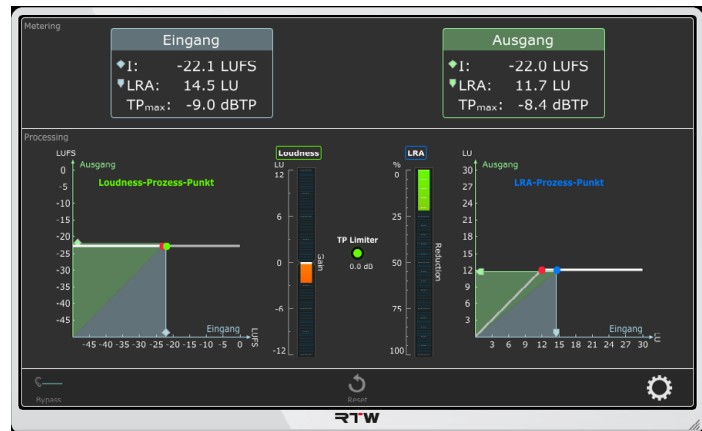 Metering
Eingang
I: -22.1 LUFS
LRA: 14.5 LU
TPmax: -9.0 dBTP
Ausgang
I: -22.0 LUFS
LRA: 11.7 LU
TPmax: -8.4 dBTP
Processing
LUFS
Ausgang
Loudness-Prozess-Punkt
0
-5
-10
-15
-20
-25
-30
-35
-40
-45
Eingang
-45 -40 -35 -30 -25 -20 -15 -10 -5 0
LUFS
Loudness
LU
12
6
0
-6
-12
Gain
TP Limiter
0.0 dB
LRA
%
0
25
50
75
100
Reduction
LU
Ausgang
LRA-Prozess-Punkt
30
27
24
21
18
15
12
9
6
3
Eingang
3 6 9 12 15 18 21 24 27 30
LU
Bypass
Reset
RTW